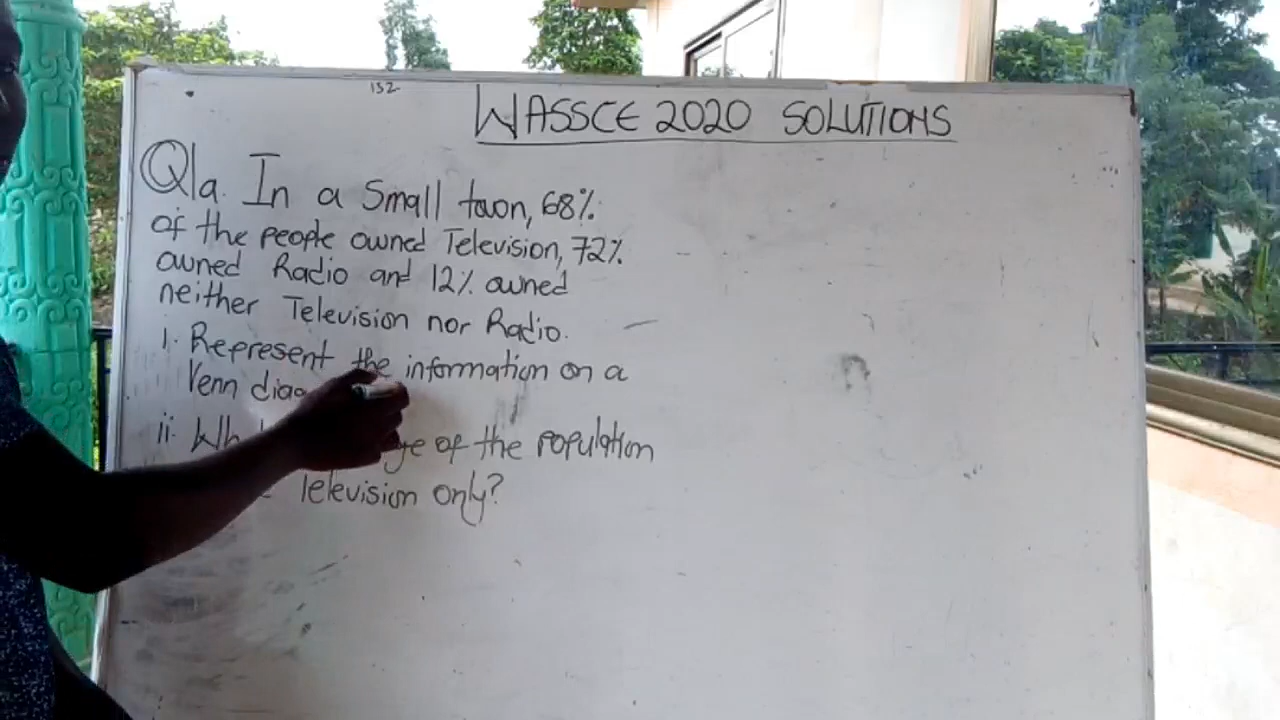 152
WASSCE 2020 SOLUTIONS
Q1a. In a Small town, 68%
of the people owned Television, 72%
owned Radio and 12% owned
neither Television nor Radio.
i. Represent the information on a
Venn
ii. of the population
Television only?